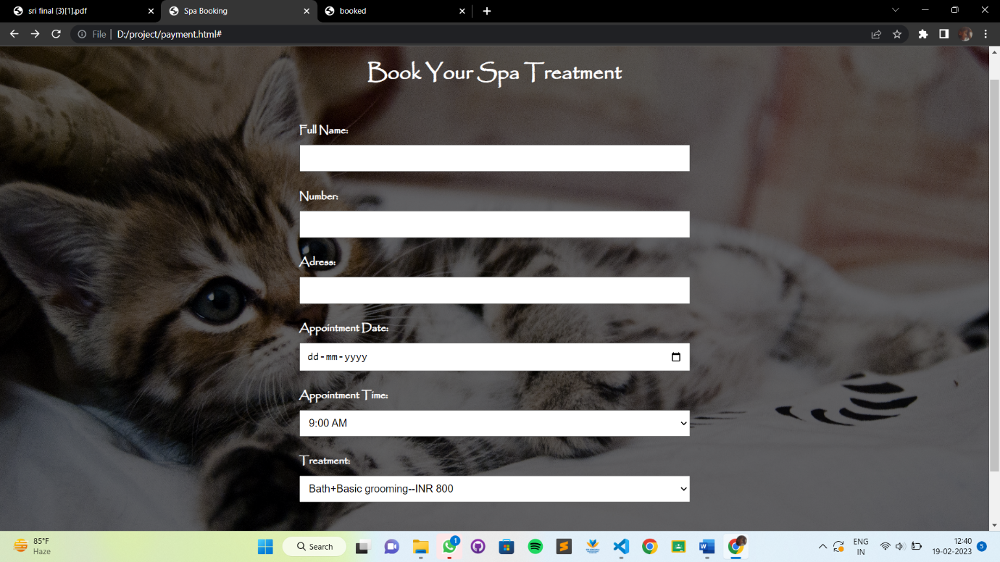 sri final (3)[1].pdf
Spa Booking
booked
File
D:/project/payment.html#
Book Your Spa Treatment
Full Name:
Number:
Adress:
Appointment Date:
dd-mm-yyyy
Appointment Time:
9:00 AM
Treatment:
Bath+Basic grooming--INR 800
85°F
Haze
Search
1
ENG
IN
12:40
19-02-2023
5